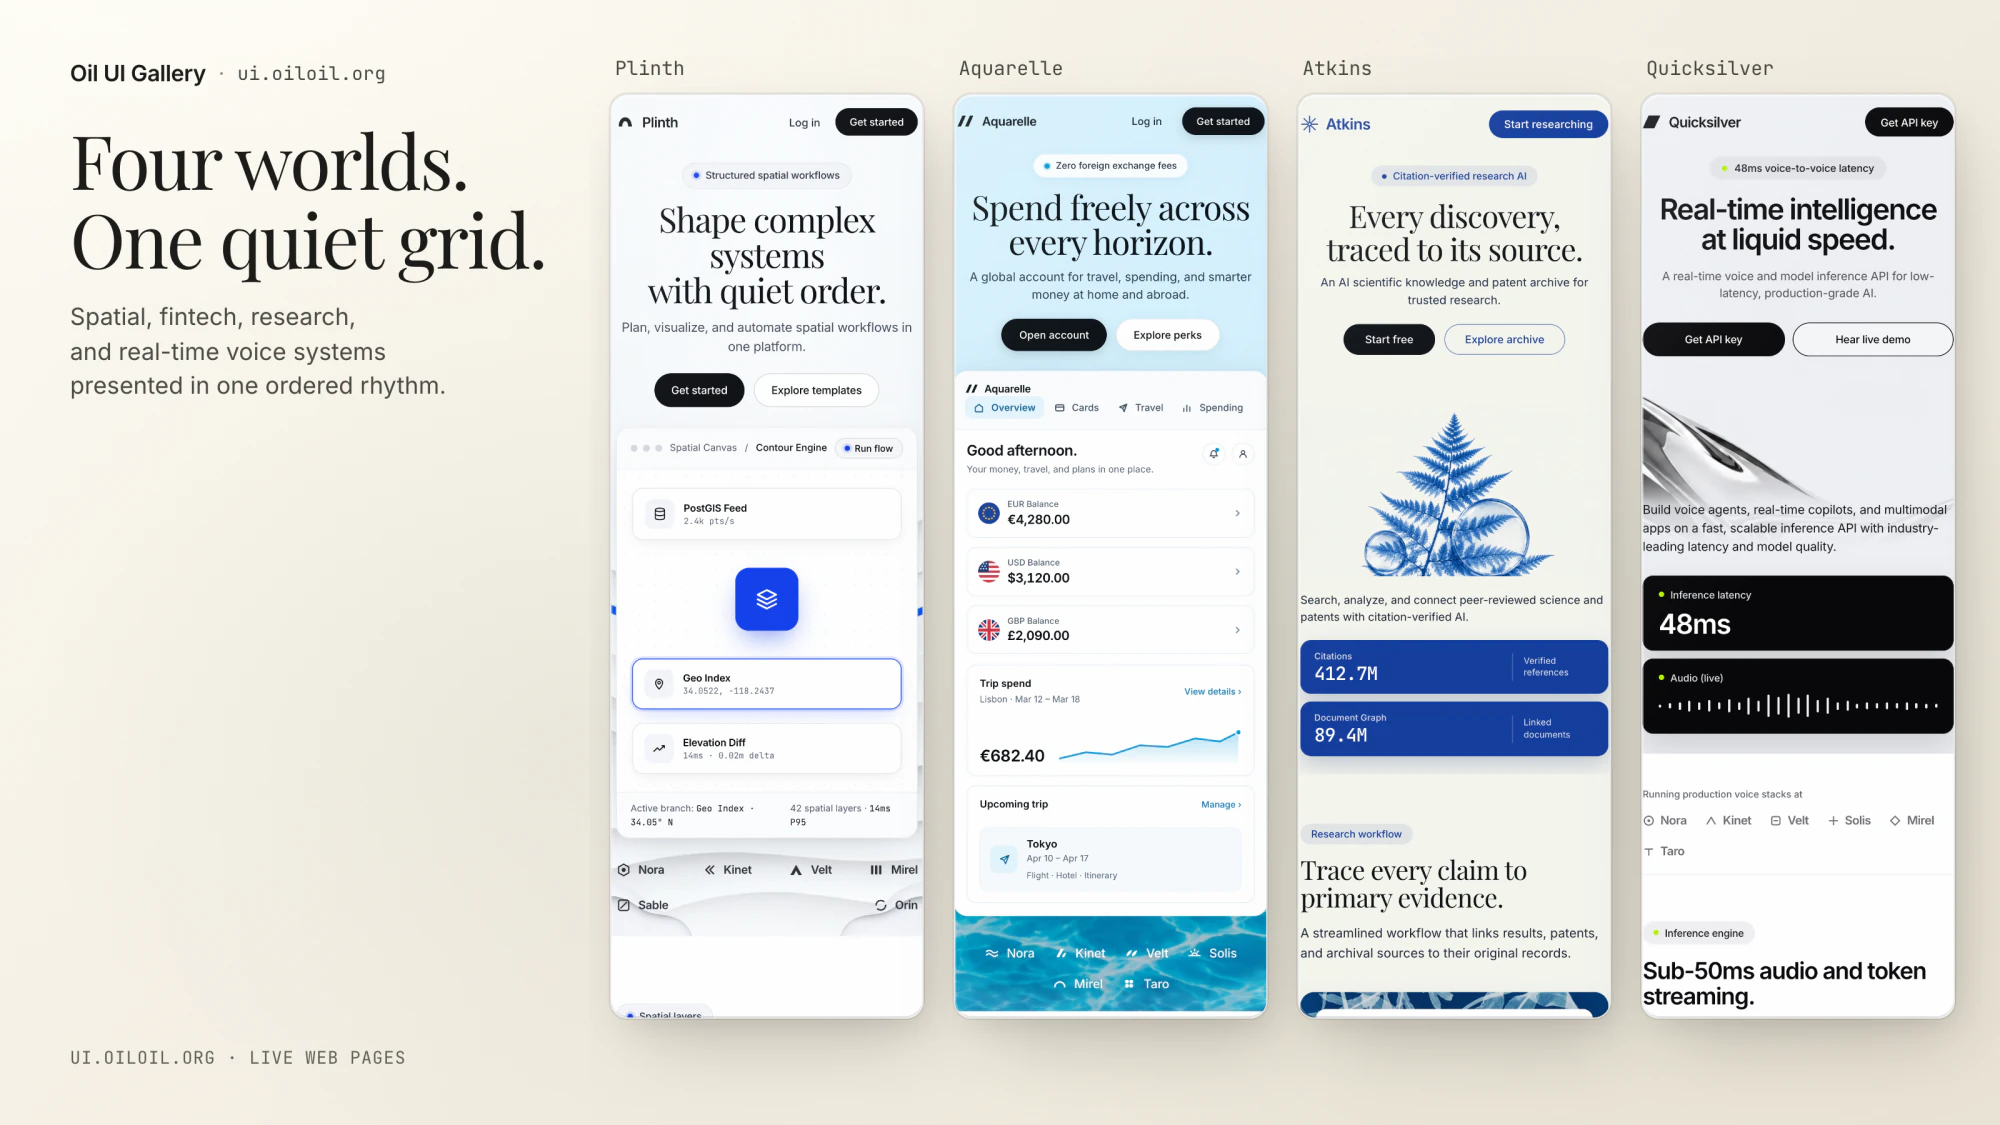 Oil UI Gallery · ui.oiloil.org
Four worlds.
One quiet grid.
Spatial, fintech, research,
and real-time voice systems
presented in one ordered rhythm.
UI.OILOIL.ORG · LIVE WEB PAGES
Plinth
Plinth
Log in
Get started
Structured spatial workflows
Shape complex
systems
with quiet order.
Plan, visualize, and automate spatial workflows in
one platform.
Get started
Explore templates
Spatial Canvas / Contour Engine
Run flow
PostGIS Feed
2.4k pts/s
Geo Index
34.0522, -118.2437
Elevation Diff
14ms · 0.02m delta
Active branch: Geo Index ·
34.05° N
42 spatial layers · 14ms
P95
Nora
Kinet
Velt
Mirel
Sable
Orin
Spatial layers
Aquarelle
Aquarelle
Log in
Get started
Zero foreign exchange fees
Spend freely across
every horizon.
A global account for travel, spending, and smarter
money at home and abroad.
Open account
Explore perks
Aquarelle
Overview
Cards
Travel
Spending
Good afternoon.
Your money, travel, and plans in one place.
EUR Balance
€4,280.00
USD Balance
$3,120.00
GBP Balance
£2,090.00
Trip spend
Lisbon · Mar 12 – Mar 18
View details ›
€682.40
Upcoming trip
Manage ›
Tokyo
Apr 10 – Apr 17
Flight · Hotel · Itinerary
Nora
Kinet
Velt
Solis
Mirel
Taro
Atkins
Atkins
Start researching
Citation-verified research AI
Every discovery,
traced to its source.
An AI scientific knowledge and patent archive for
trusted research.
Start free
Explore archive
Search, analyze, and connect peer-reviewed science and
patents with citation-verified AI.
Citations
412.7M
Verified
references
Document Graph
89.4M
Linked
documents
Research workflow
Trace every claim to
primary evidence.
A streamlined workflow that links results, patents,
and archival sources to their original records.
Quicksilver
Quicksilver
Get API key
48ms voice-to-voice latency
Real-time intelligence
at liquid speed.
A real-time voice and model inference API for low-
latency, production-grade AI.
Get API key
Hear live demo
Build voice agents, real-time copilots, and multimodal
apps on a fast, scalable inference API with industry-
leading latency and model quality.
Inference latency
48ms
Audio (live)
Running production voice stacks at
Nora
Kinet
Velt
Solis
Mirel
Taro
Inference engine
Sub-50ms audio and token
streaming.